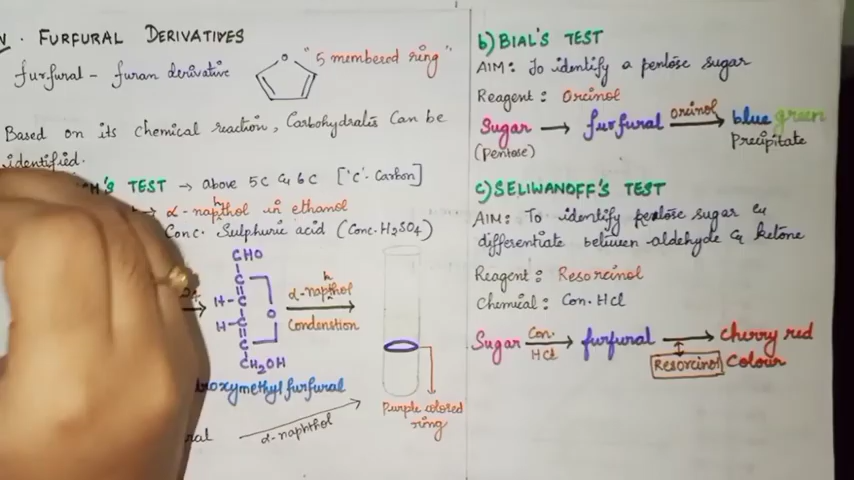 FURFURAL DERIVATIVES
furfural - furan derivative
O
"5 membered ring"
Based on its chemical reaction, Carbohydrates can be
identified.
H'S TEST → above 5C & 6C ['C'- Carbon]
→ α-napthol in ethanol
h
Conc. Sulphuric acid (Conc. H₂SO₄)
CHO
C
H-C
O
H-C
C
CH₂OH
h
α-napthol
Condenstion
oxymethyl furfural
ral
α-naphthol
Purple colored
ring
b) BIAL'S TEST
AIM: To identify a pentose sugar
Reagent: Orcinol
Sugar → furfural orcinol → blue green
(Pentose)
Precipitate
c) SELIWANOFF'S TEST
AIM: To identify pentose sugar &
differentiate between -aldehyde & ketone
Reagent: Resorcinol
Chemical: Con. HCl
Sugar Con. HCl → furfural → cherry red
Resorcinol Colour